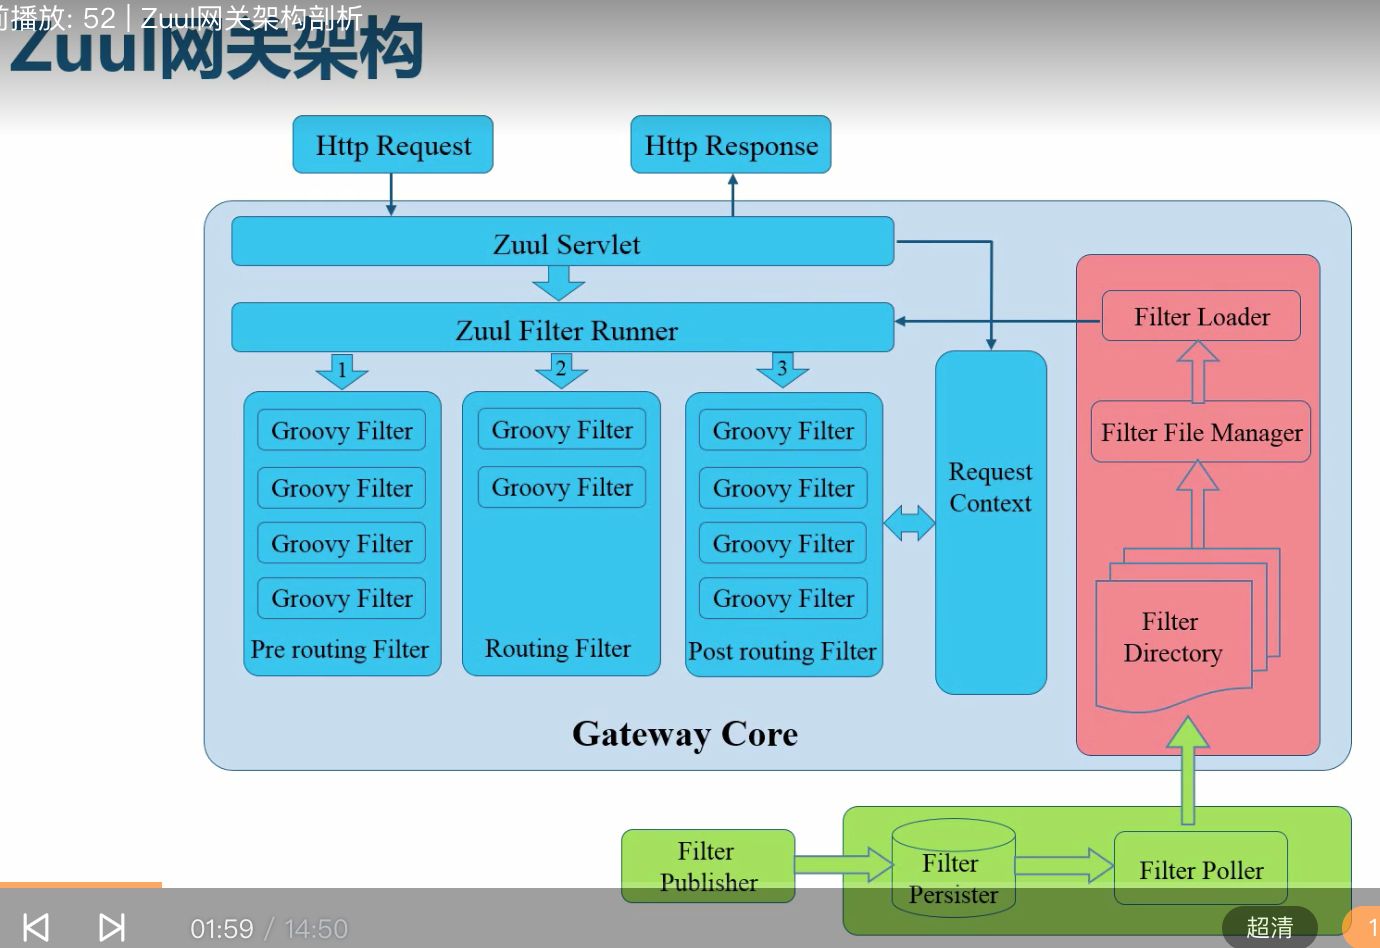 前播放: 52 | Zuul网关架构剖析
Zuul网关架构
Http Request
Http Response
Zuul Servlet
Zuul Filter Runner
Filter Loader
1
2
3
Groovy Filter
Groovy Filter
Groovy Filter
Groovy Filter
Pre routing Filter
Groovy Filter
Groovy Filter
Routing Filter
Groovy Filter
Groovy Filter
Groovy Filter
Groovy Filter
Post routing Filter
Request
Context
Filter File Manager
Filter
Directory
Gateway Core
Filter
Publisher
Filter
Persister
Filter Poller
01:59 / 14:50
超清
1